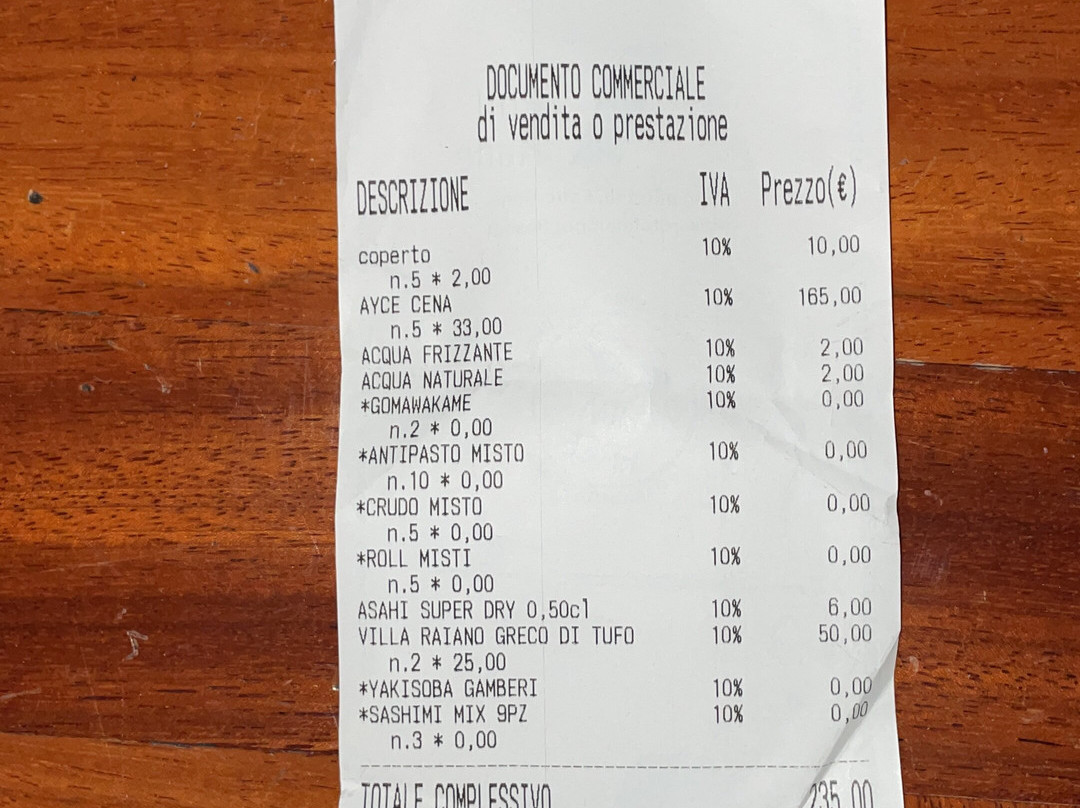 DOCUMENTO COMMERCIALE
di vendita o prestazione
DESCRIZIONE IVA Prezzo(€)
coperto 10% 10,00
n.5 * 2,00
AYCE CENA 10% 165,00
n.5 * 33,00
ACQUA FRIZZANTE 10% 2,00
ACQUA NATURALE 10% 2,00
*GOMAWAKAME 10% 0,00
n.2 * 0,00
*ANTIPASTO MISTO 10% 0,00
n.10 * 0,00
*CRUDO MISTO 10% 0,00
n.5 * 0,00
*ROLL MISTI 10% 0,00
n.5 * 0,00
ASAHI SUPER DRY 0,50cl 10% 6,00
VILLA RAIANO GRECO DI TUFO 10% 50,00
n.2 * 25,00
*YAKISOBA GAMBERI 10% 0,00
*SASHIMI MIX 9PZ 10% 0,00
n.3 * 0,00
TOTALE COMPLESSIVO 235,00